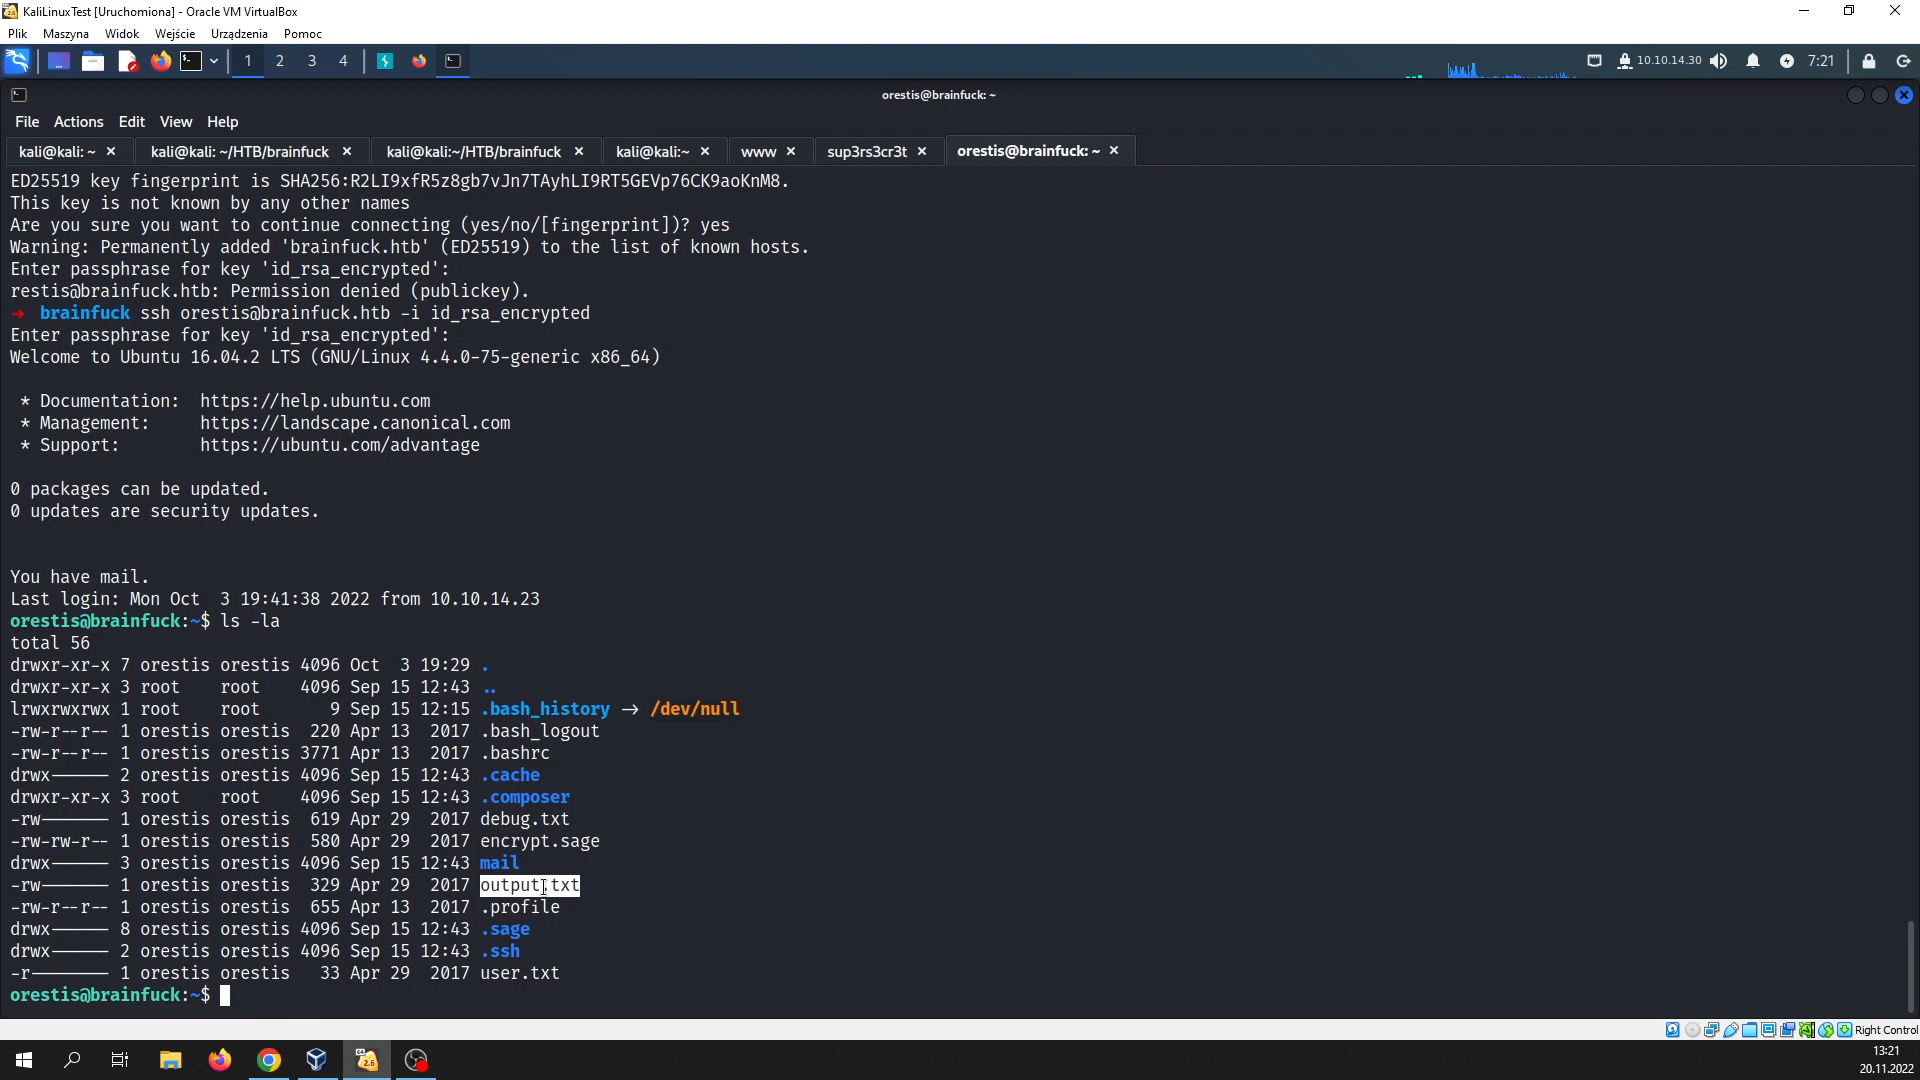 KaliLinuxTest [Uruchomiona] - Oracle VM VirtualBox
Plik Maszyna Widok Wejście Urządzenia Pomoc
1 2 3 4 10.10.14.30 7:21
orestis@brainfuck: ~
File Actions Edit View Help
kali@kali: ~ × kali@kali: ~/HTB/brainfuck × kali@kali:~/HTB/brainfuck × kali@kali:~ × www × sup3rs3cr3t × orestis@brainfuck: ~ ×
ED25519 key fingerprint is SHA256:R2LI9xfR5z8gb7vJn7TAyhLI9RT5GEVp76CK9aoKnM8.
This key is not known by any other names
Are you sure you want to continue connecting (yes/no/[fingerprint])? yes
Warning: Permanently added 'brainfuck.htb' (ED25519) to the list of known hosts.
Enter passphrase for key 'id_rsa_encrypted':
restis@brainfuck.htb: Permission denied (publickey).
→ brainfuck ssh orestis@brainfuck.htb -i id_rsa_encrypted
Enter passphrase for key 'id_rsa_encrypted':
Welcome to Ubuntu 16.04.2 LTS (GNU/Linux 4.4.0-75-generic x86_64)
* Documentation: https://help.ubuntu.com
* Management: https://landscape.canonical.com
* Support: https://ubuntu.com/advantage
0 packages can be updated.
0 updates are security updates.
You have mail.
Last login: Mon Oct 3 19:41:38 2022 from 10.10.14.23
orestis@brainfuck:~$ ls -la
total 56
drwxr-xr-x 7 orestis orestis 4096 Oct 3 19:29 .
drwxr-xr-x 3 root root 4096 Sep 15 12:43 ..
lrwxrwxrwx 1 root root 9 Sep 15 12:15 .bash_history -> /dev/null
-rw-r--r-- 1 orestis orestis 220 Apr 13 2017 .bash_logout
-rw-r--r-- 1 orestis orestis 3771 Apr 13 2017 .bashrc
drwx------ 2 orestis orestis 4096 Sep 15 12:43 .cache
drwxr-xr-x 3 root root 4096 Sep 15 12:43 .composer
-rw------- 1 orestis orestis 619 Apr 29 2017 debug.txt
-rw-rw-r-- 1 orestis orestis 580 Apr 29 2017 encrypt.sage
drwx------ 3 orestis orestis 4096 Sep 15 12:43 mail
-rw------- 1 orestis orestis 329 Apr 29 2017 output.txt
-rw-r--r-- 1 orestis orestis 655 Apr 13 2017 .profile
drwx------ 8 orestis orestis 4096 Sep 15 12:43 .sage
drwx------ 2 orestis orestis 4096 Sep 15 12:43 .ssh
-r-------- 1 orestis orestis 33 Apr 29 2017 user.txt
orestis@brainfuck:~$
Right Control
13:21
20.11.2022